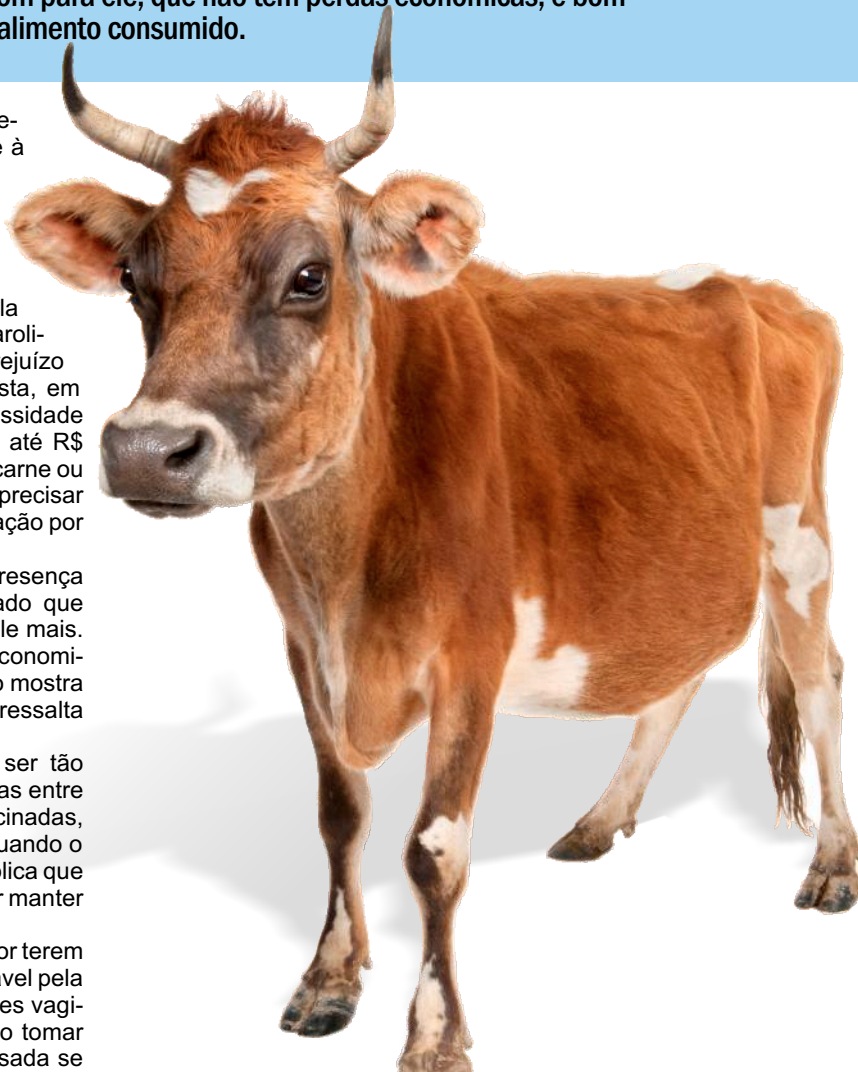 om para ele, que não tem perdas econômicas, e bom
alimento consumido.
e-
e à
la
aroli-
ejuízo
sta, em
ssidade
até R$
carne ou
precisar
ação por
resença
ado que
le mais.
conomi-
o mostra
ressalta
ser tão
as entre
cinadas,
uando o
plica que
r manter
or terem
ável pela
es vagi-
o tomar
sada se